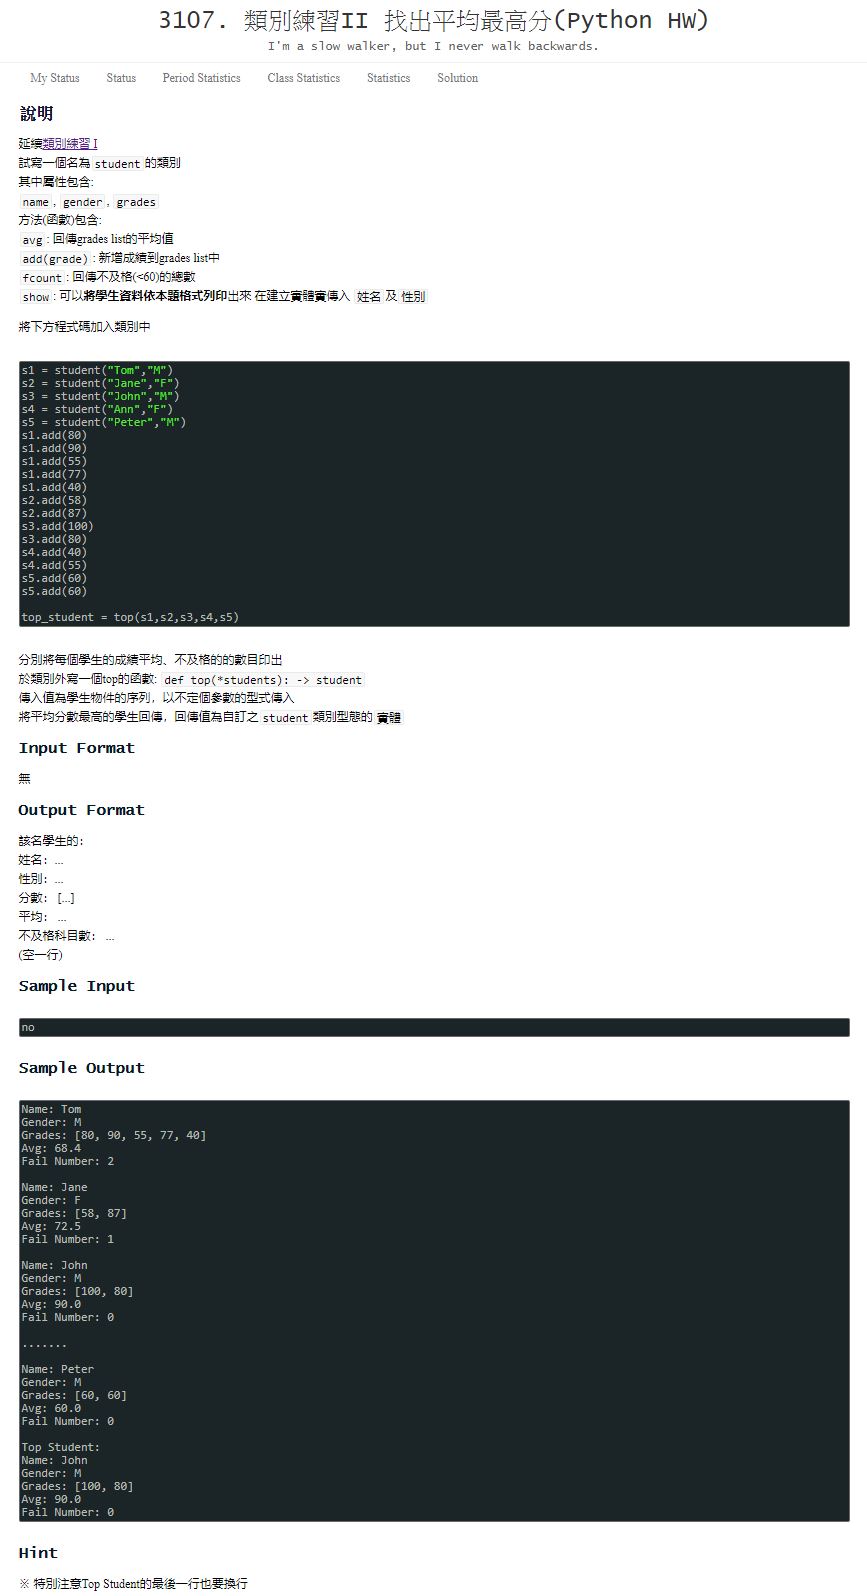 3107. 類別練習II 找出平均最高分(Python HW)
I'm a slow walker, but I never walk backwards.
My Status Status Period Statistics Class Statistics Statistics Solution
說明
延續類別練習 I
試寫一個名為 student 的類別
其中屬性包含:
name , gender , grades
方法(函數)包含:
avg : 回傳grades list的平均值
add(grade) : 新增成績到grades list中
fcount : 回傳不及格(<60)的總數
show : 可以將學生資料依本題格式列印出來 在建立實體實傳入 姓名 及 性別
將下方程式碼加入類別中
s1 = student("Tom","M")
s2 = student("Jane","F")
s3 = student("John","M")
s4 = student("Ann","F")
s5 = student("Peter","M")
s1.add(80)
s1.add(90)
s1.add(55)
s1.add(77)
s1.add(40)
s2.add(58)
s2.add(87)
s3.add(100)
s3.add(80)
s4.add(40)
s4.add(55)
s5.add(60)
s5.add(60)
top_student = top(s1,s2,s3,s4,s5)
分別將每個學生的成績平均、不及格的的數目印出
於類別外寫一個top的函數: def top(*students): -> student
傳入值為學生物件的序列，以不定個參數的型式傳入
將平均分數最高的學生回傳，回傳值為自訂之 student 類別型態的 實體
Input Format
無
Output Format
該名學生的:
姓名: ...
性別: ...
分數: [...]
平均: ...
不及格科目數: ...
(空一行)
Sample Input
no
Sample Output
Name: Tom
Gender: M
Grades: [80, 90, 55, 77, 40]
Avg: 68.4
Fail Number: 2
Name: Jane
Gender: F
Grades: [58, 87]
Avg: 72.5
Fail Number: 1
Name: John
Gender: M
Grades: [100, 80]
Avg: 90.0
Fail Number: 0
.......
Name: Peter
Gender: M
Grades: [60, 60]
Avg: 60.0
Fail Number: 0
Top Student:
Name: John
Gender: M
Grades: [100, 80]
Avg: 90.0
Fail Number: 0
Hint
※ 特別注意Top Student的最後一行也要換行